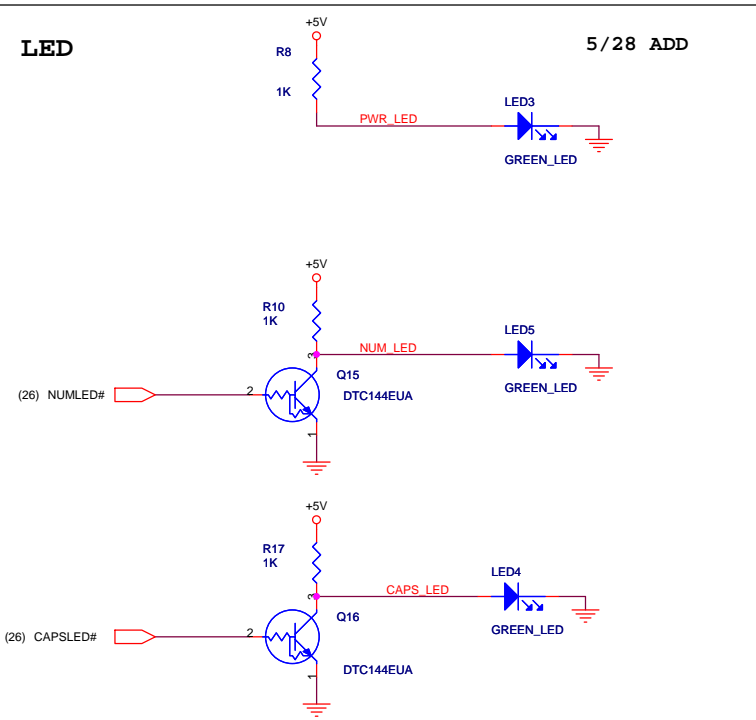 LED
5/28 ADD
+5V
R8
1K
PWR_LED
LED3
GREEN_LED
+5V
R10
1K
3
NUM_LED
LED5
GREEN_LED
Q15
DTC144EUA
(26) NUMLED#
2
1
+5V
R17
1K
3
CAPS_LED
LED4
GREEN_LED
Q16
(26) CAPSLED#
2
DTC144EUA
1